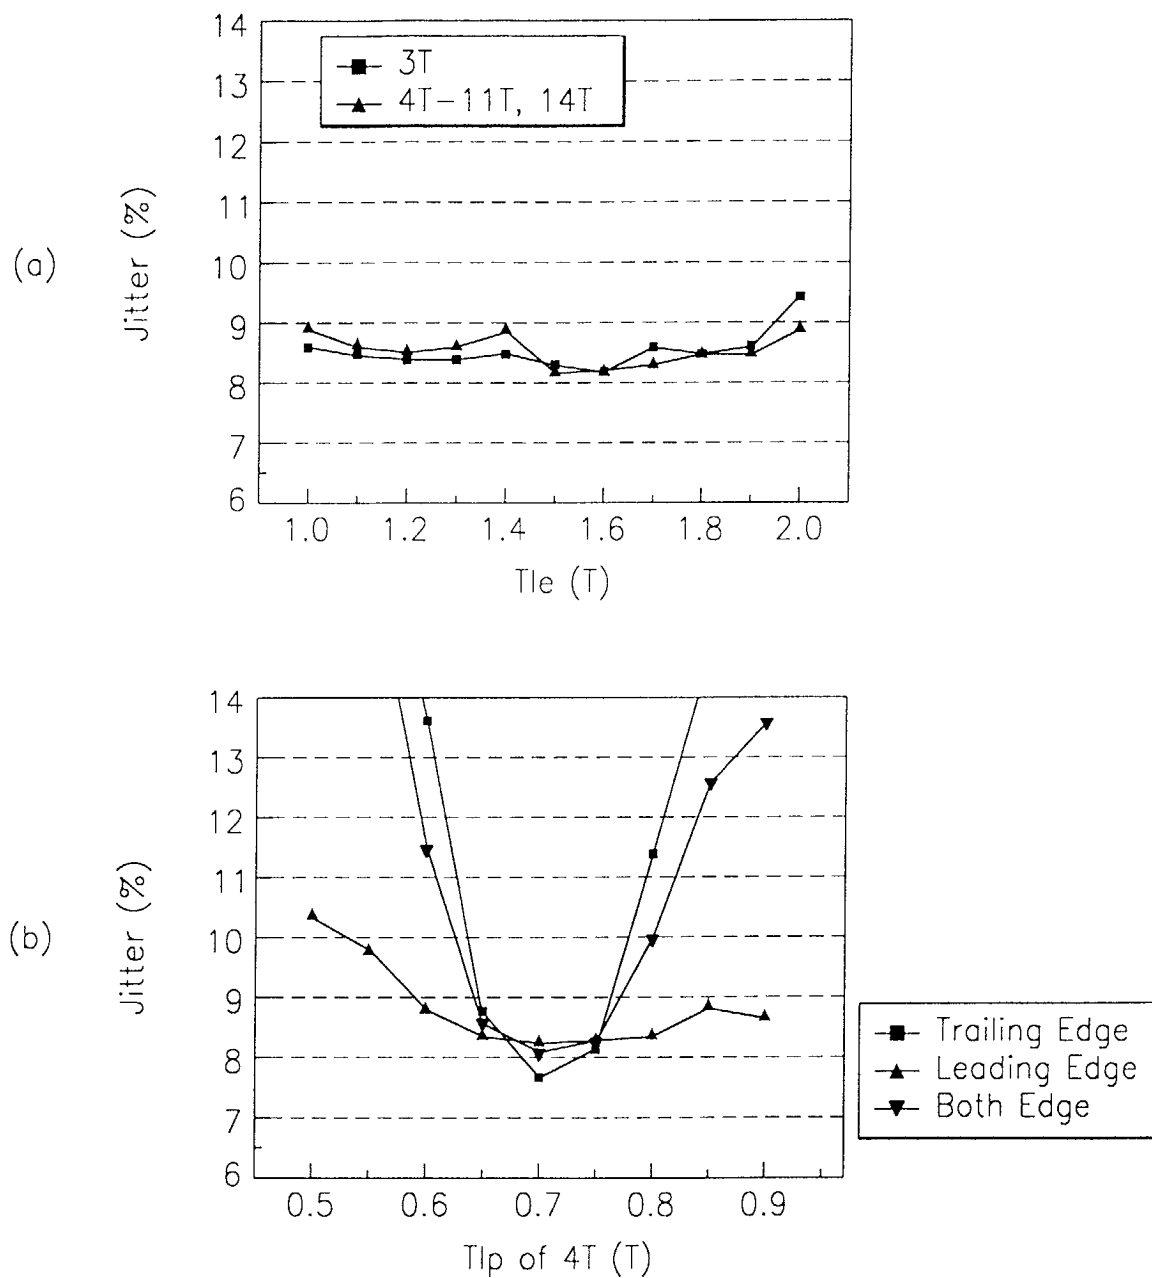 14
13
12
11
10
9
8
7
6
3T
4T-11T, 14T
Jitter (%)
(a)
1.0 1.2 1.4 1.6 1.8 2.0
Tle (T)
14
13
12
11
10
9
8
7
6
Jitter (%)
(b)
Trailing Edge
Leading Edge
Both Edge
0.5 0.6 0.7 0.8 0.9
Tlp of 4T (T)